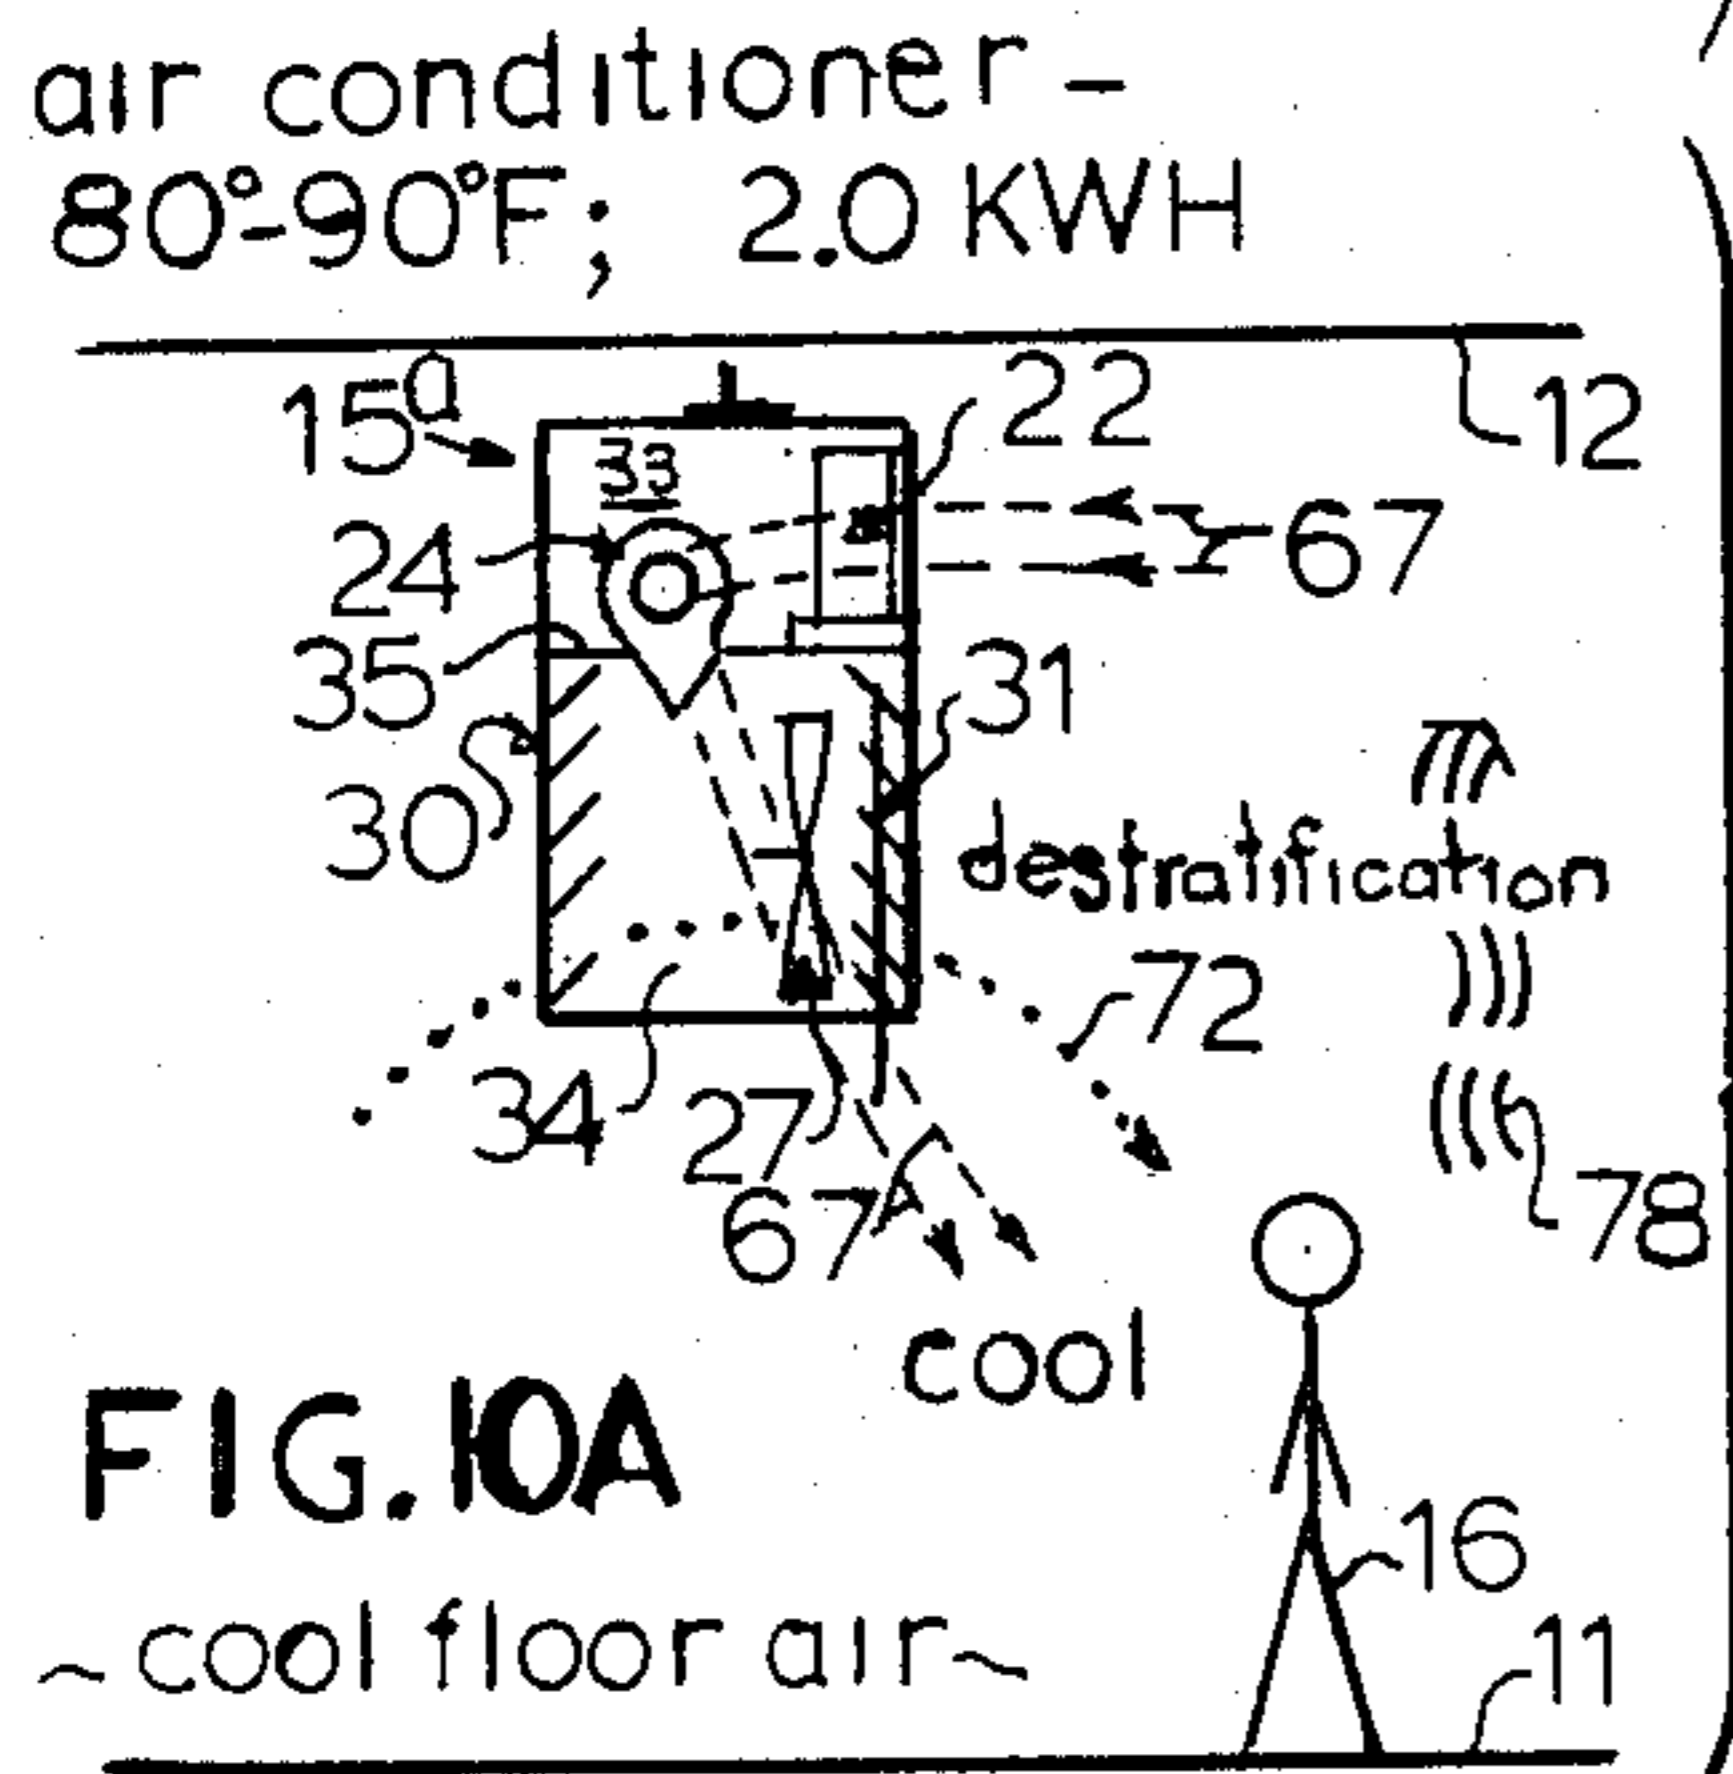 air conditioner -
80°-90°F; 2.0 KWH
15a
22
12
33
24
67
35
31
30
destratification
72
34
27
67A
78
cool
FIG.10A
16
~cool floor air~
11